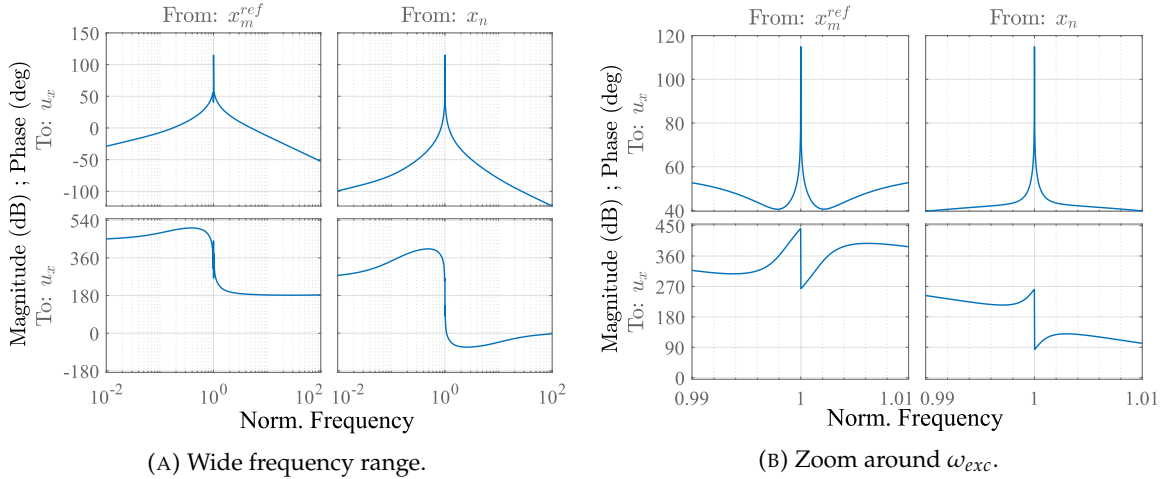 From: x_m^{ref}
From: x_n
150
100
50
0
-50
-100
To: u_x
540
360
180
0
-180
To: u_x
Magnitude (dB) ; Phase (deg)
10^{-2} 10^0 10^2
10^{-2} 10^0 10^2
Norm. Frequency
(A) Wide frequency range.
From: x_m^{ref}
From: x_n
120
100
80
60
40
To: u_x
450
360
270
180
90
0
To: u_x
Magnitude (dB) ; Phase (deg)
0.99 1 1.01
0.99 1 1.01
Norm. Frequency
(B) Zoom around ω_{exc}.